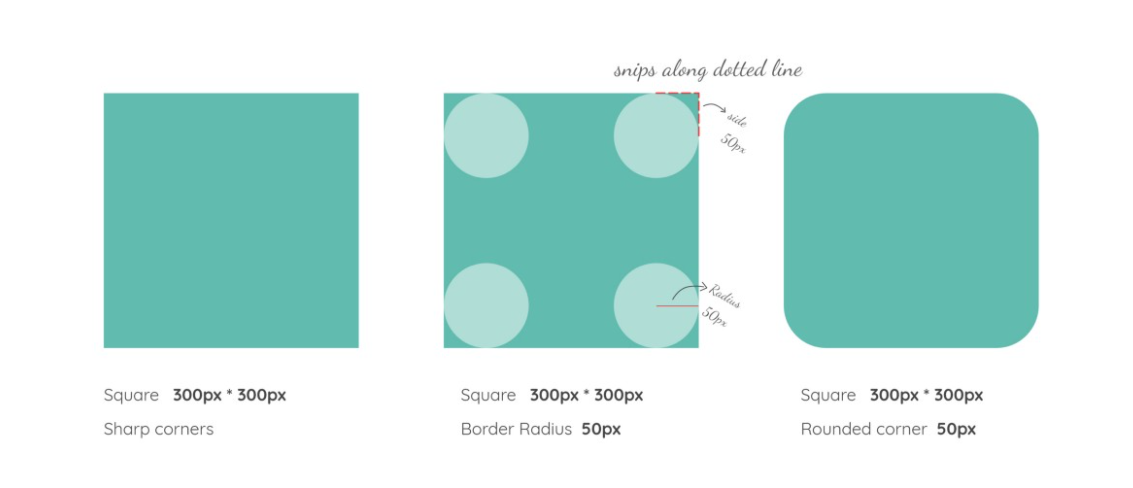 snips along dotted line
side
50px
Radius
50px
Square 300px * 300px
Sharp corners
Square 300px * 300px
Border Radius 50px
Square 300px * 300px
Rounded corner 50px